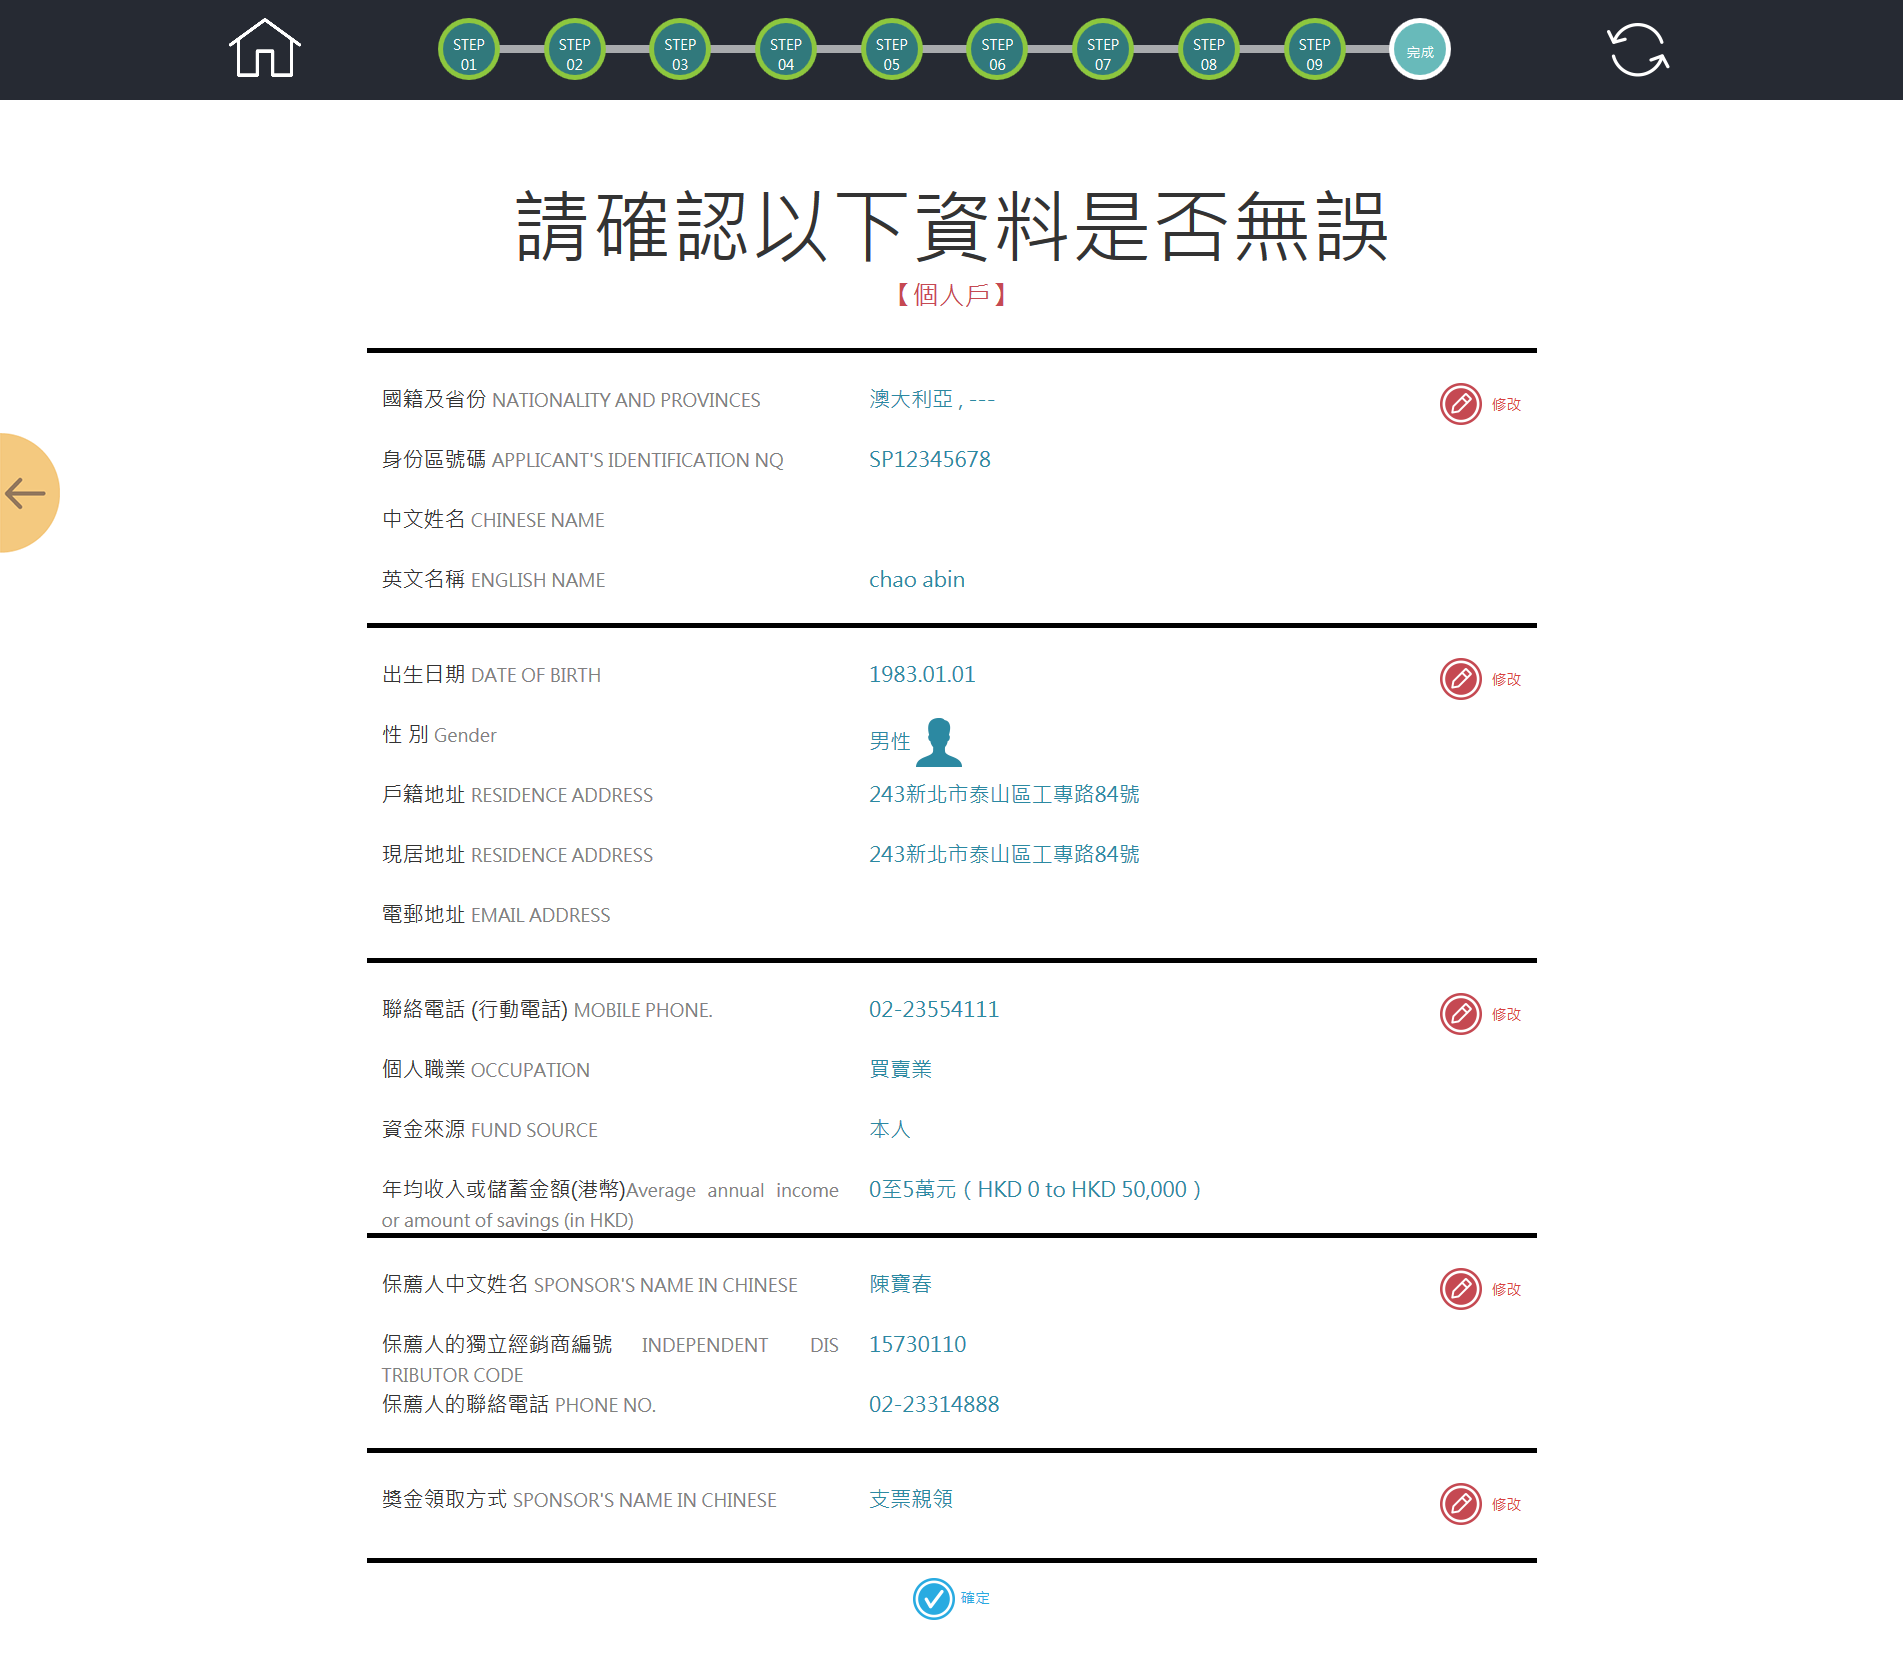 STEP 01
STEP 02
STEP 03
STEP 04
STEP 05
STEP 06
STEP 07
STEP 08
STEP 09
完成
請確認以下資料是否無誤
【個人戶】
國籍及省份 NATIONALITY AND PROVINCES 澳大利亞 , --- 修改
身份區號碼 APPLICANT'S IDENTIFICATION NQ SP12345678
中文姓名 CHINESE NAME
英文名稱 ENGLISH NAME chao abin
出生日期 DATE OF BIRTH 1983.01.01 修改
性 別 Gender 男性
戶籍地址 RESIDENCE ADDRESS 243新北市泰山區工專路84號
現居地址 RESIDENCE ADDRESS 243新北市泰山區工專路84號
電郵地址 EMAIL ADDRESS
聯絡電話 (行動電話) MOBILE PHONE. 02-23554111 修改
個人職業 OCCUPATION 買賣業
資金來源 FUND SOURCE 本人
年均收入或儲蓄金額(港幣)Average annual income 0至5萬元 ( HKD 0 to HKD 50,000 )
or amount of savings (in HKD)
保薦人中文姓名 SPONSOR'S NAME IN CHINESE 陳寶春 修改
保薦人的獨立經銷商編號 INDEPENDENT DIS 15730110
TRIBUTOR CODE
保薦人的聯絡電話 PHONE NO. 02-23314888
獎金領取方式 SPONSOR'S NAME IN CHINESE 支票親領 修改
確定